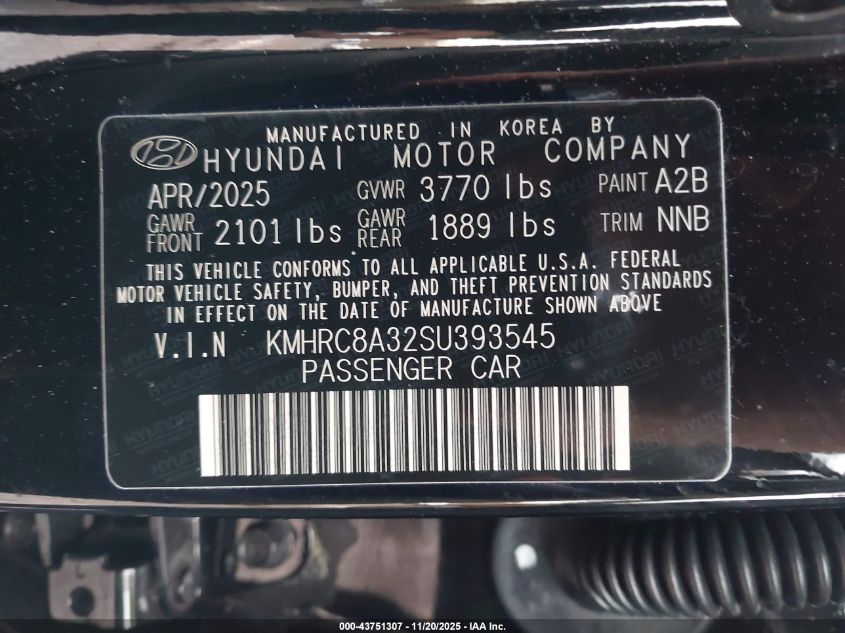 MANUFACTURED IN KOREA BY
HYUNDAI MOTOR COMPANY
APR/2025 GVWR 3770 lbs PAINT A2B
GAWR FRONT 2101 lbs GAWR REAR 1889 lbs TRIM NNB
THIS VEHICLE CONFORMS TO ALL APPLICABLE U.S.A. FEDERAL
MOTOR VEHICLE SAFETY, BUMPER, AND THEFT PREVENTION STANDARDS
IN EFFECT ON THE DATE OF MANUFACTURE SHOWN ABOVE
V.I.N KMHRC8A32SU393545
PASSENGER CAR
000-43751307 - 11/20/2025 - IAA Inc.